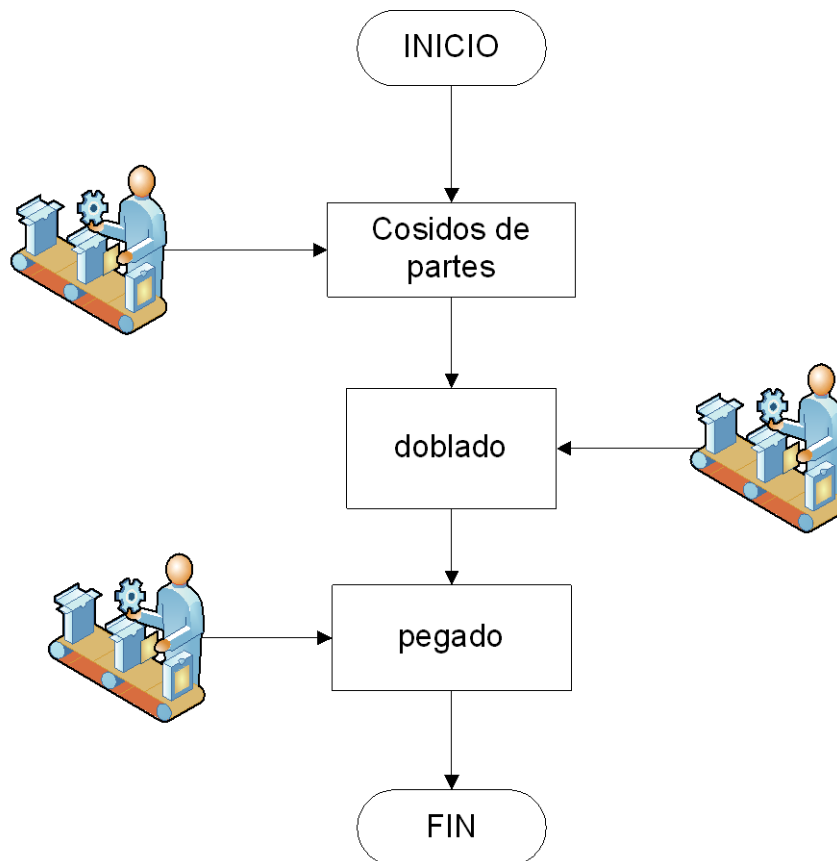 INICIO
Cosidos de
partes
doblado
pegado
FIN